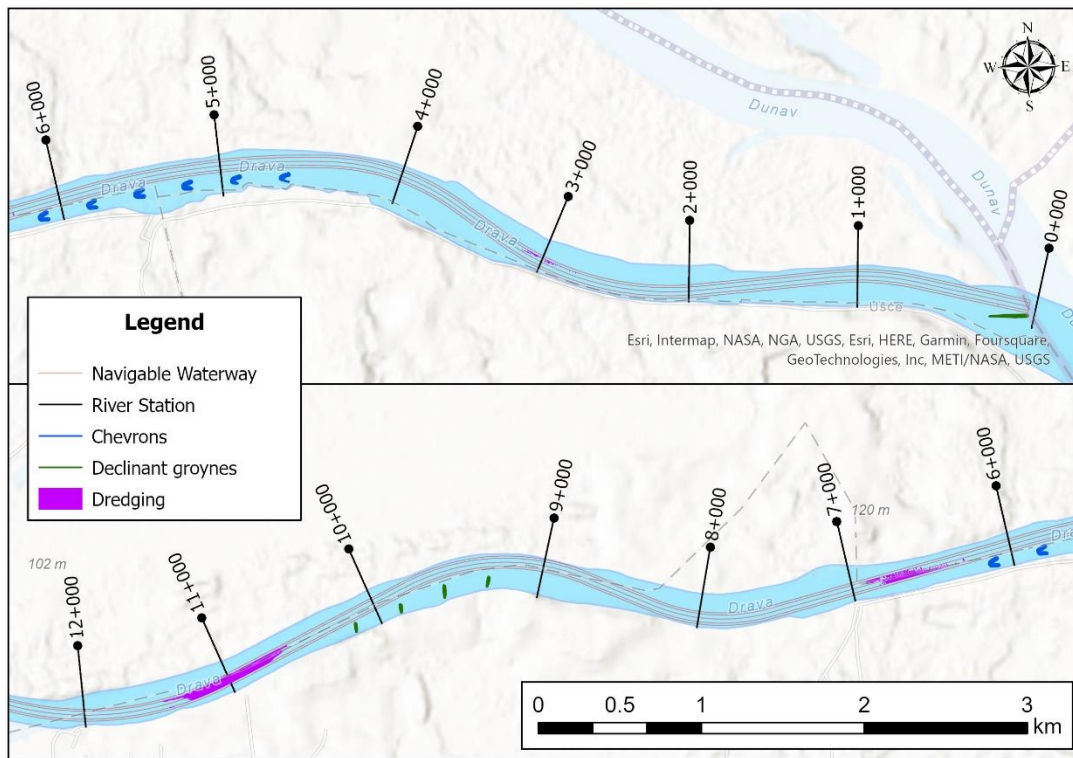 N
W E
S
6+000
5+000
4+000
3+000
2+000
1+000
0+000
Dunav
Dunav
Drava
Drava
Drava
Ušće
Esri, Intermap, NASA, NGA, USGS, Esri, HERE, Garmin, Foursquare,
GeoTechnologies, Inc, METI/NASA, USGS
Legend
Navigable Waterway
River Station
Chevrons
Declinant groynes
Dredging
12+000
11+000
10+000
9+000
8+000
7+000
6+000
102 m
120 m
Drava
Drava
0 0.5 1 2 3
km